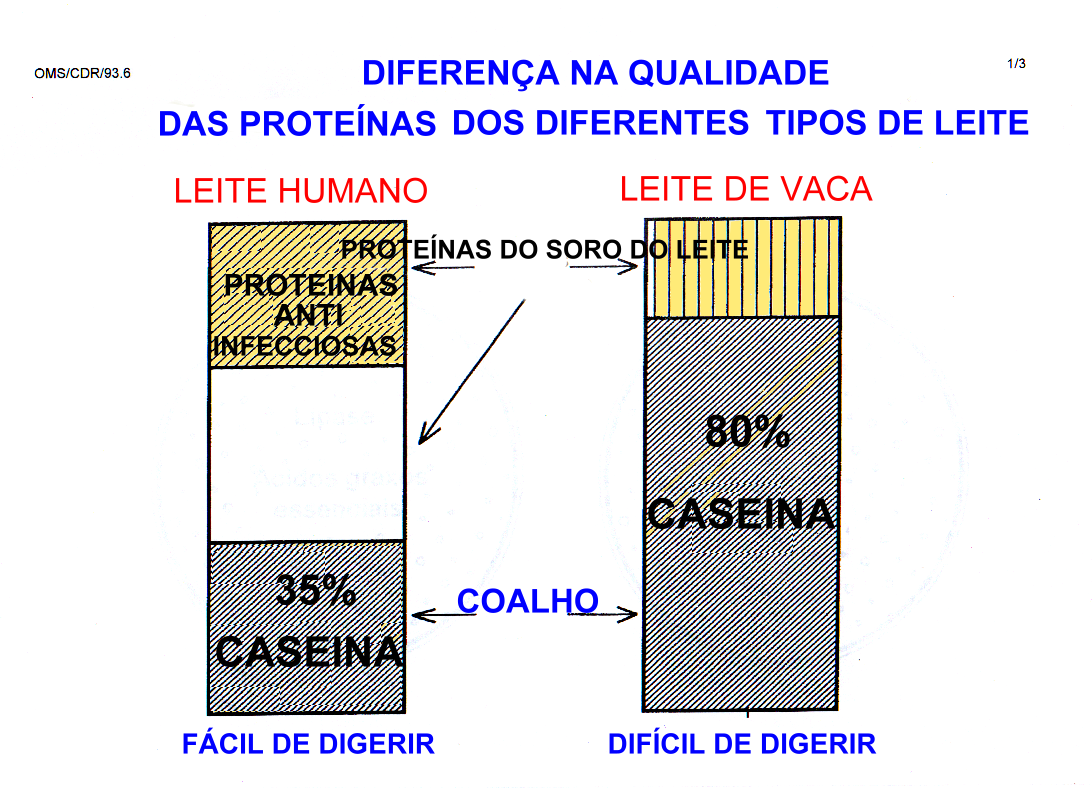 OMS/CDR/93.6
1/3
DIFERENÇA NA QUALIDADE
DAS PROTEÍNAS DOS DIFERENTES TIPOS DE LEITE
LEITE HUMANO
LEITE DE VACA
PROTEÍNAS DO SORO DO LEITE
PROTEINAS
ANTI
INFECCIOSAS
80%
CASEINA
35%
CASEINA
COALHO
FÁCIL DE DIGERIR
DIFÍCIL DE DIGERIR